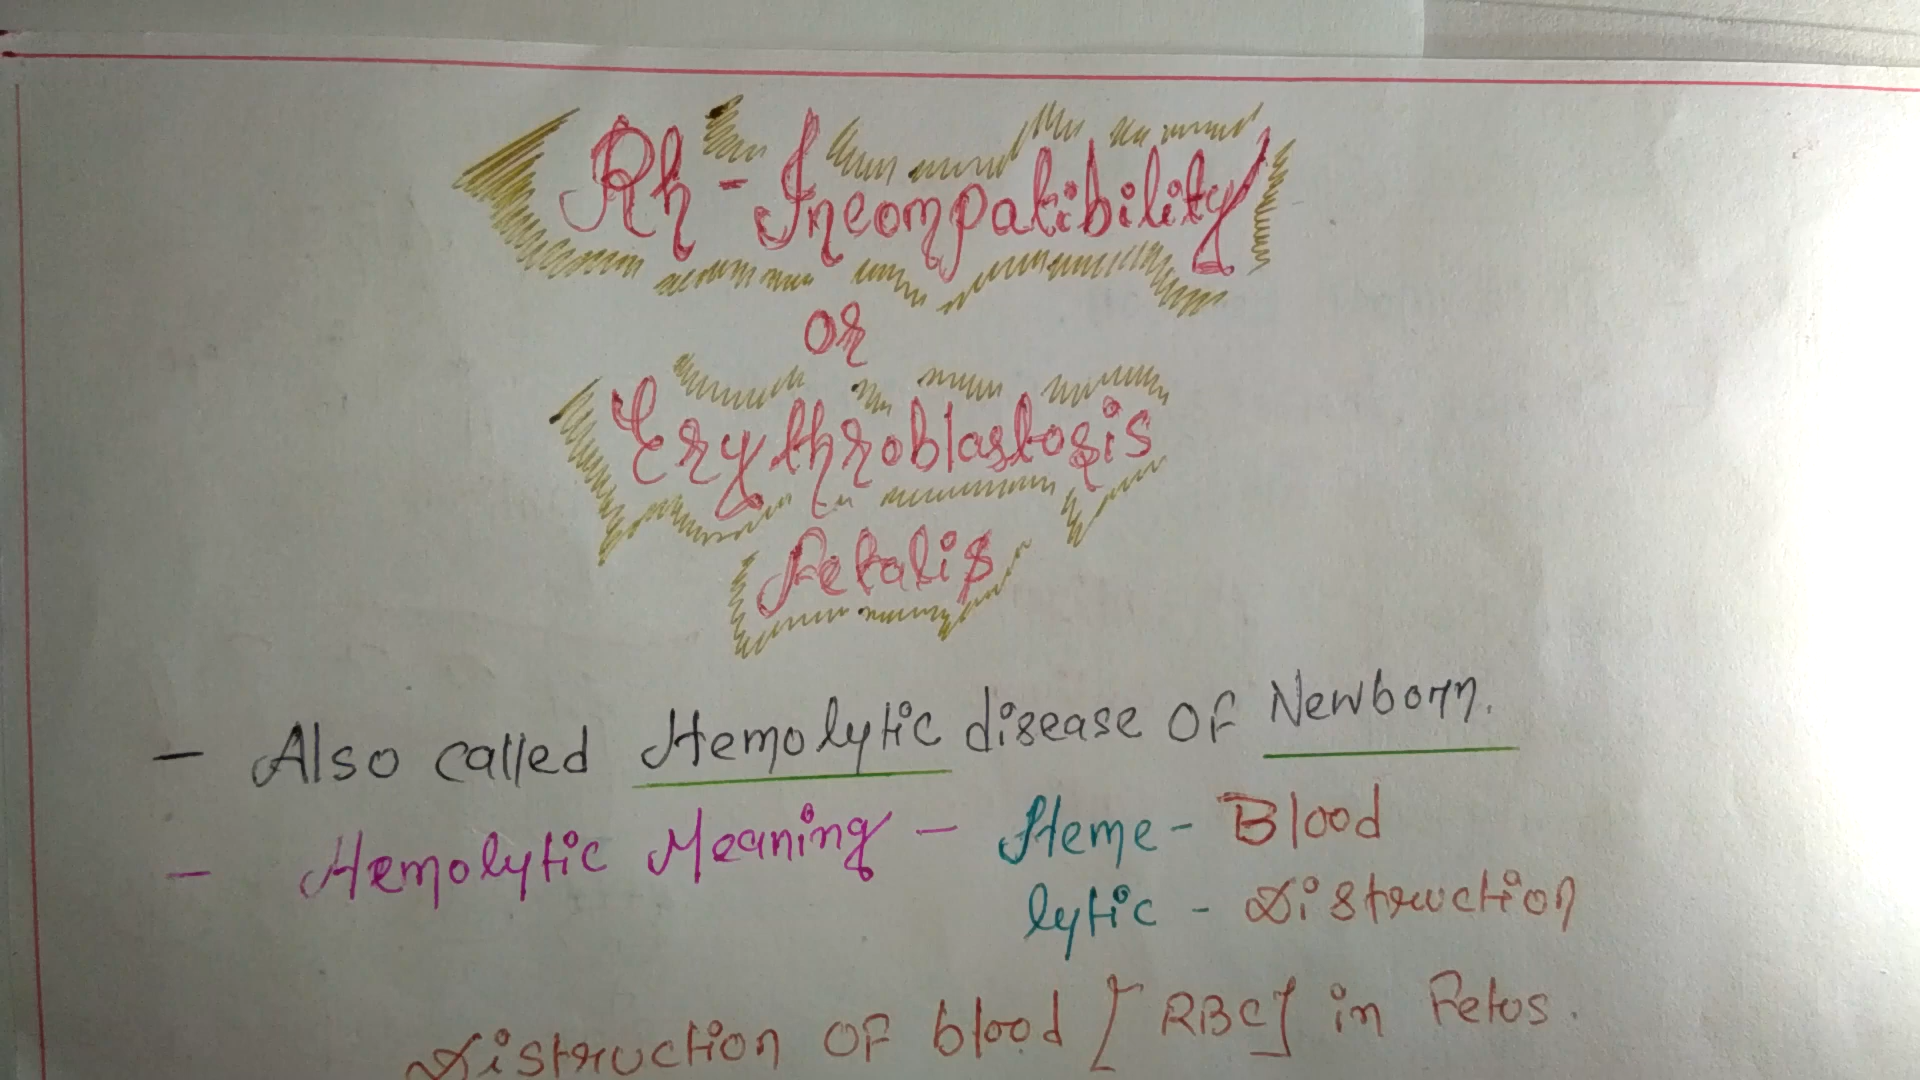 Rh-Incompatibility
or
Erythroblastosis
Fetalis
- Also called Hemolytic disease OF Newborn.
- Hemolytic Meaning - Heme - Blood
lytic - Distruction
Distruction OF blood [RBC] in Fetus.